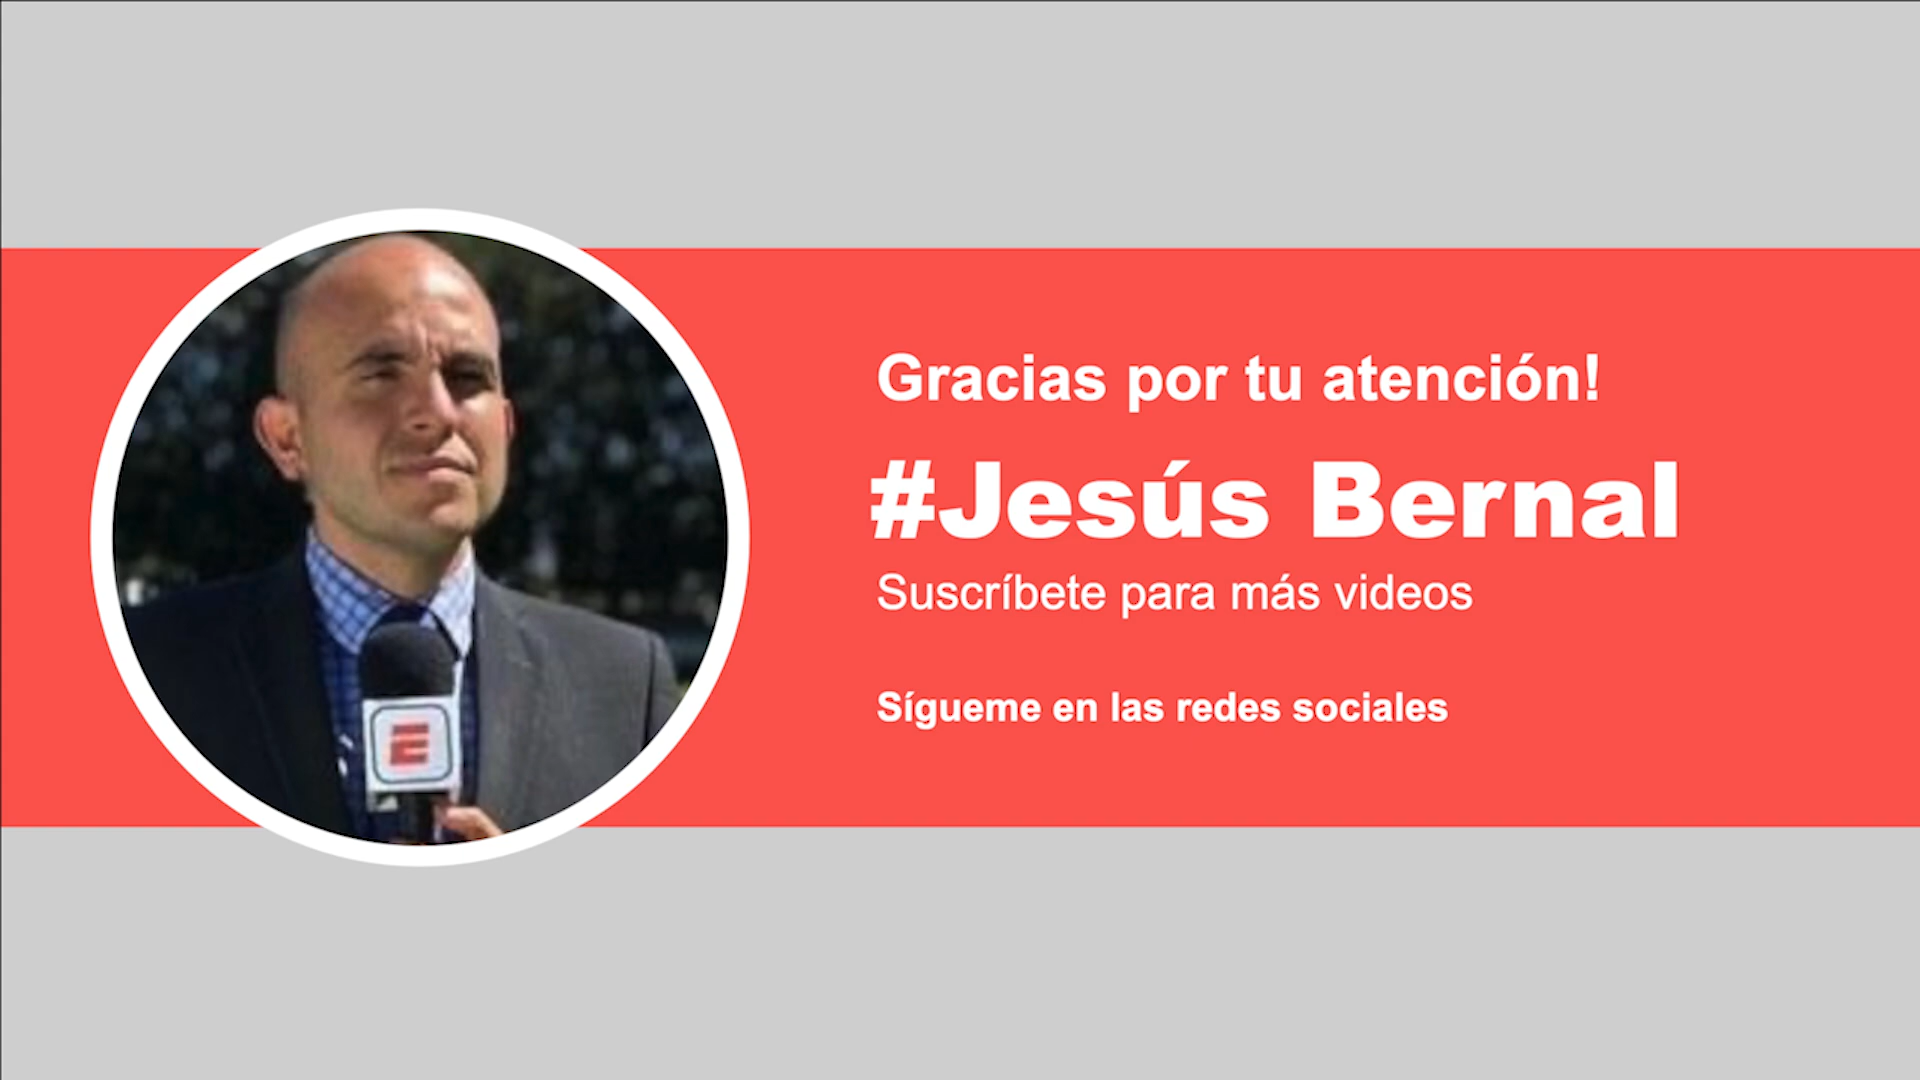 Gracias por tu atención!
#Jesús Bernal
Suscríbete para más videos
Sígueme en las redes sociales
E